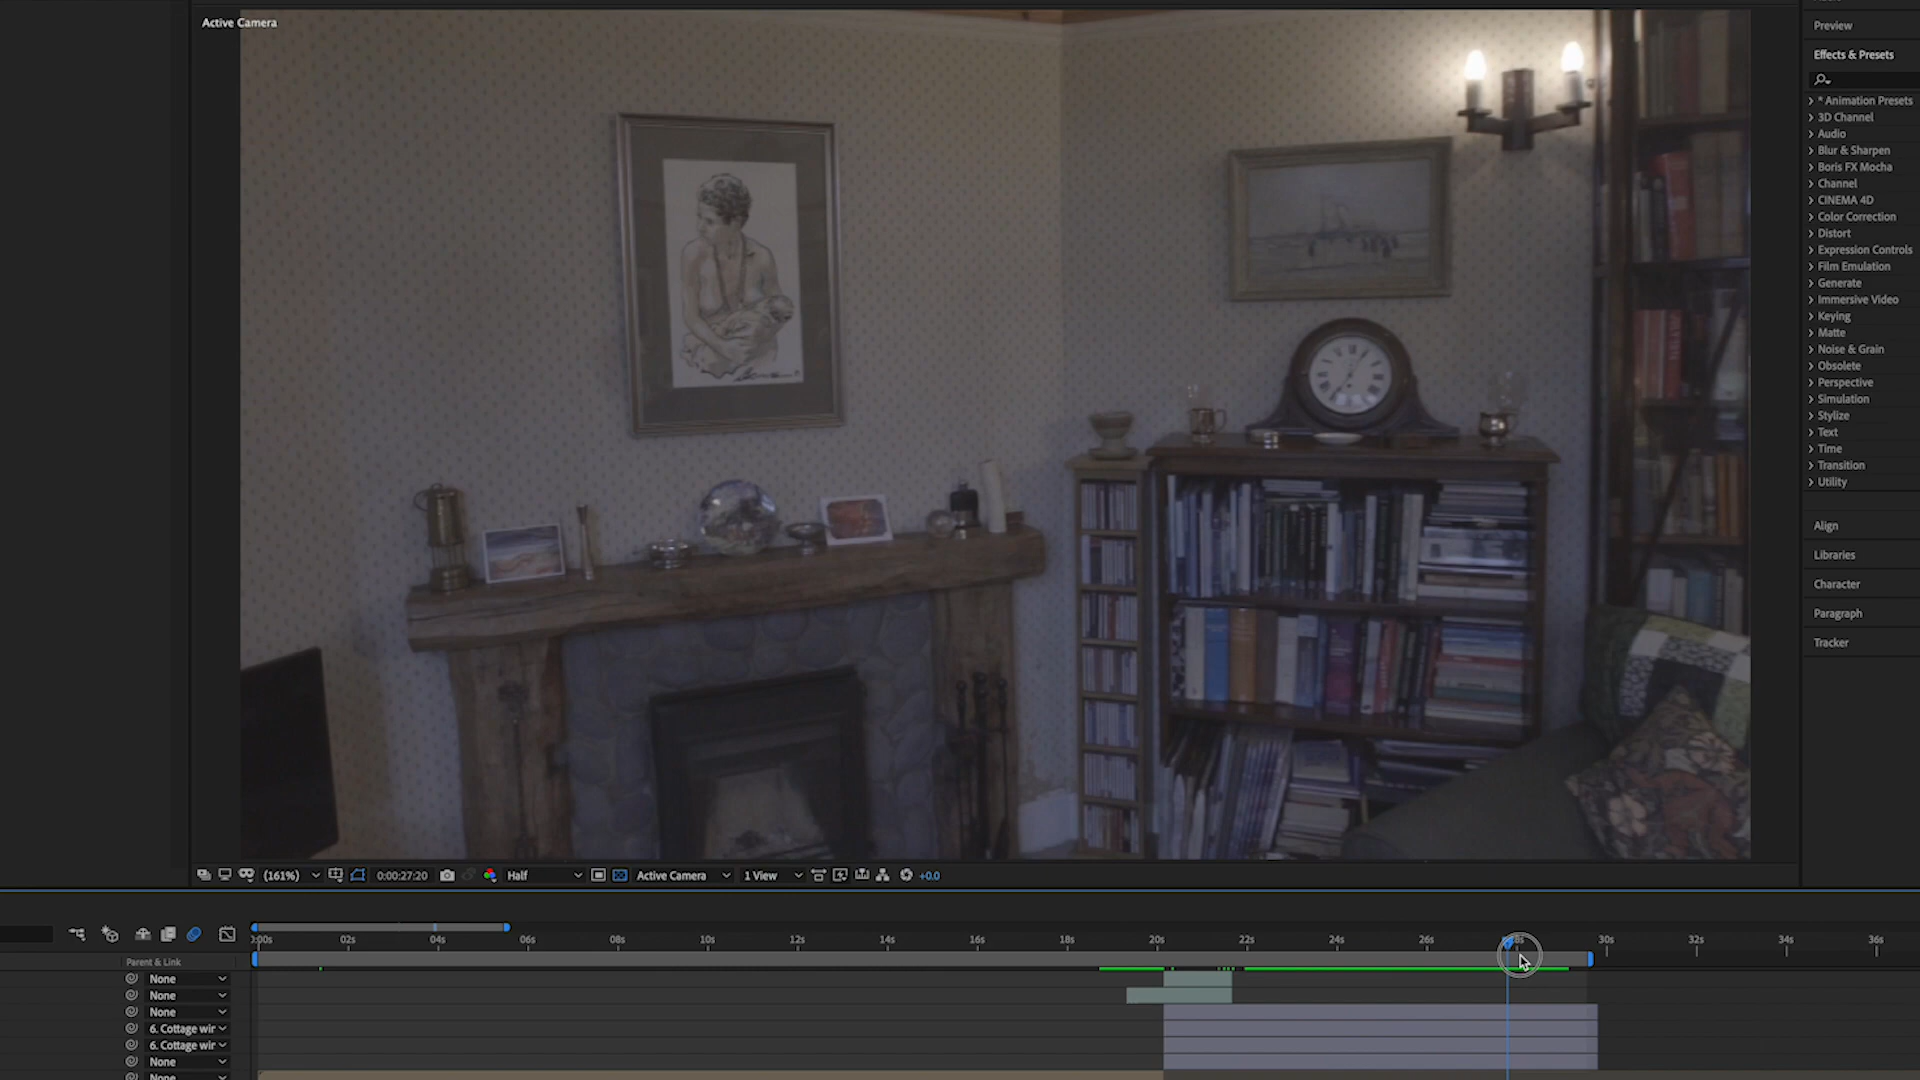 Active Camera
Preview
Effects & Presets
* Animation Presets
3D Channel
Audio
Blur & Sharpen
Boris FX Mocha
Channel
CINEMA 4D
Color Correction
Distort
Expression Controls
Film Emulation
Generate
Immersive Video
Keying
Matte
Noise & Grain
Obsolete
Perspective
Simulation
Stylize
Text
Time
Transition
Utility
Align
Libraries
Character
Paragraph
Tracker
(161%) 0:00:27:20 Half Active Camera 1 View +0.0
02s 04s 06s 08s 10s 12s 14s 16s 18s 20s 22s 24s 26s 30s 32s 34s 36s
Parent & Link
None
None
None
6. Cottage wir
6. Cottage wir
None
None